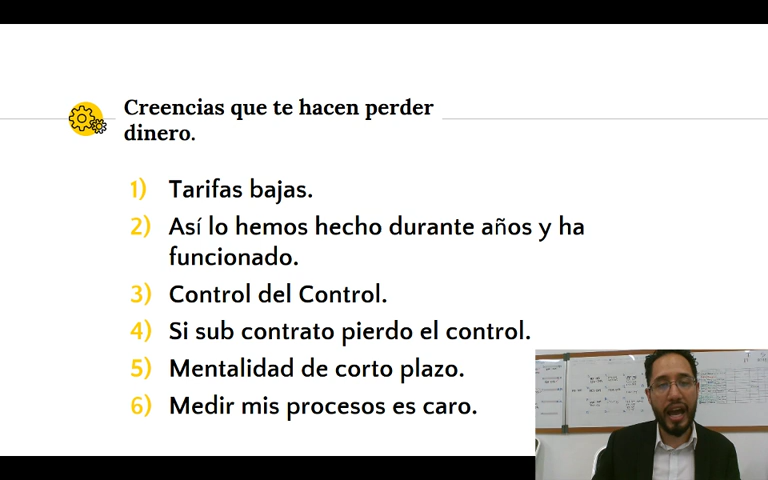 Creencias que te hacen perder
dinero.
1) Tarifas bajas.
2) Así lo hemos hecho durante años y ha
funcionado.
3) Control del Control.
4) Si sub contrato pierdo el control.
5) Mentalidad de corto plazo.
6) Medir mis procesos es caro.